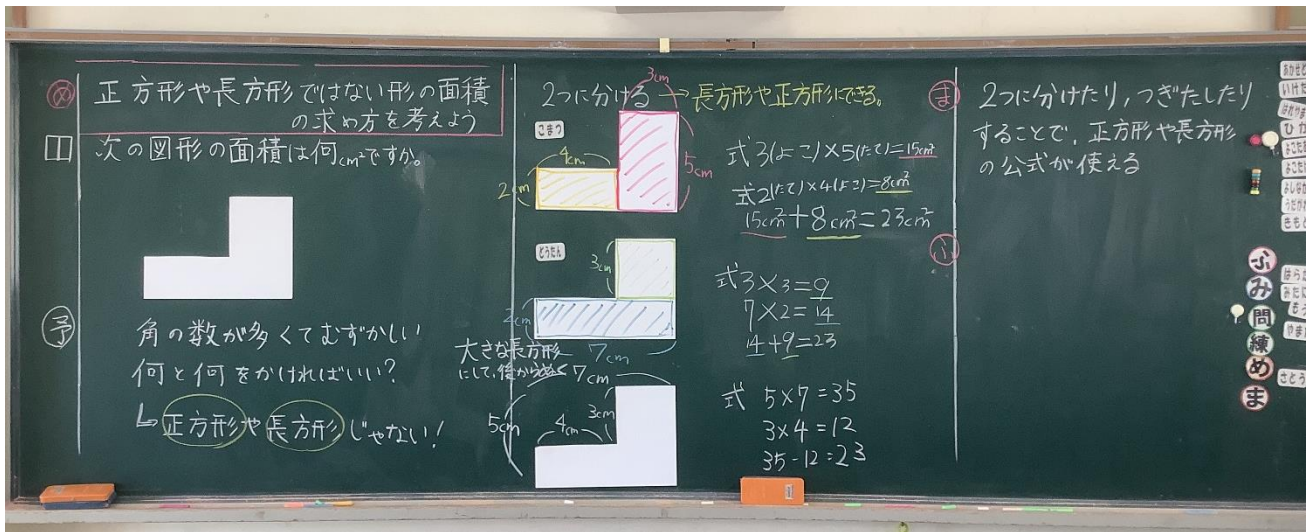 め
正方形や長方形ではない形の面積
の求め方を考えよう
1
次の図形の面積は何cm²ですか。
予
角の数が多くてむずかしい
何と何をかければいい?
↳正方形や長方形じゃない!
2つに分ける→長方形や正方形にできる。
こまつ
3cm
4cm
2cm
5cm
式3(よこ)×5(たて)=15cm²
式2(たて)×4(よこ)=8cm²
15cm²+8cm²=23cm²
どうたん
3cm
2cm
7cm
式3×3=9
7×2=14
14+9=23
大きな長方形
にして、後から
7cm
5cm
4cm
3cm
式 5×7=35
3×4=12
35-12=23
ま
2つに分けたり,つぎたしたり
することで,正方形や長方形
の公式が使える
ふ
ふ
み
問
練
め
ま
さとう